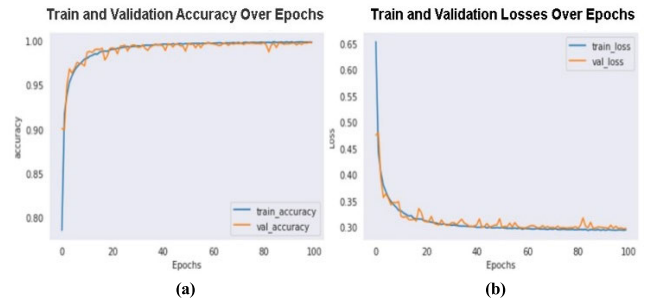 Train and Validation Accuracy Over Epochs
1.00
0.95
0.90
0.85
0.80
accuracy
0
20
40
60
80
100
Epochs
train_accuracy
val_accuracy
(a)
Train and Validation Losses Over Epochs
0.65
0.60
0.55
0.50
0.45
0.40
0.35
0.30
Loss
0
20
40
60
80
100
Epochs
train_loss
val_loss
(b)